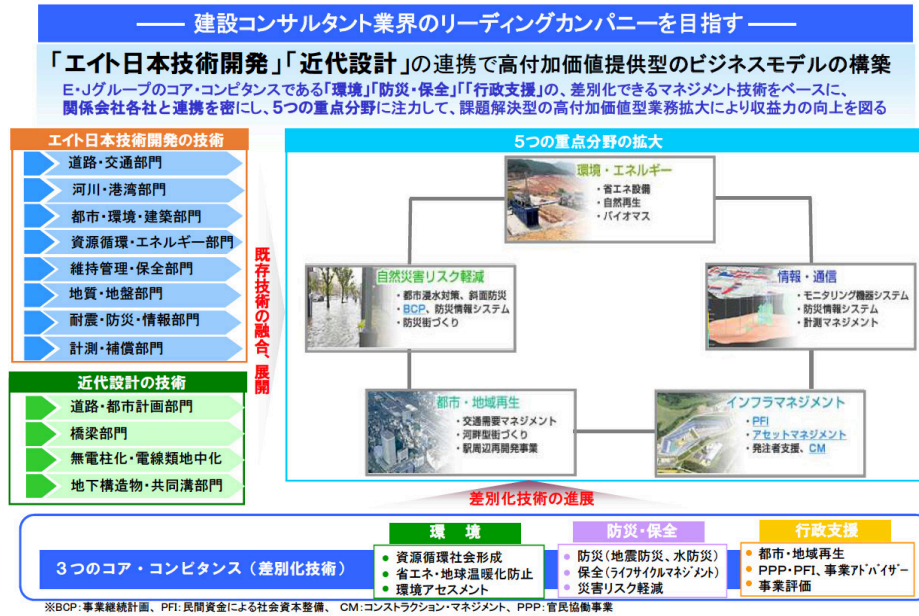 建設コンサルタント業界のリーディングカンパニーを目指す
「エイト日本技術開発」「近代設計」の連携で高付加価値提供型のビジネスモデルの構築
E・Jグループのコア・コンピタンスである「環境」「防災・保全」「「行政支援」の、差別化できるマネジメント技術をベースに、
関係会社各社と連携を密にし、5つの重点分野に注力して、課題解決型の高付加価値型業務拡大により収益力の向上を図る
エイト日本技術開発の技術
道路・交通部門
河川・港湾部門
都市・環境・建築部門
資源循環・エネルギー部門
維持管理・保全部門
地質・地盤部門
耐震・防災・情報部門
計測・補償部門
近代設計の技術
道路・都市計画部門
橋梁部門
無電柱化・電線類地中化
地下構造物・共同溝部門
既存技術の融合、展開
5つの重点分野の拡大
環境・エネルギー
・省エネ設備
・自然再生
・バイオマス
自然災害リスク軽減
・都市浸水対策、斜面防災
・BCP、防災情報システム
・防災街づくり
情報・通信
・モニタリング機器システム
・防災情報システム
・計測マネジメント
都市・地域再生
・交通需要マネジメント
・河畔型街づくり
・駅周辺再開発事業
インフラマネジメント
・PFI
・アセットマネジメント
・発注者支援、CM
差別化技術の進展
3つのコア・コンピタンス(差別化技術)
環 境
● 資源循環社会形成
● 省エネ・地球温暖化防止
● 環境アセスメント
防災・保全
● 防災(地震防災、水防災)
● 保全(ライフサイクルマネジメント)
● 災害リスク軽減
行政支援
● 都市・地域再生
● PPP・PFI、事業アドバイザー
● 事業評価
※BCP:事業継続計画、PFI:民間資金による社会資本整備、 CM:コンストラクション・マネジメント、PPP:官民協働事業